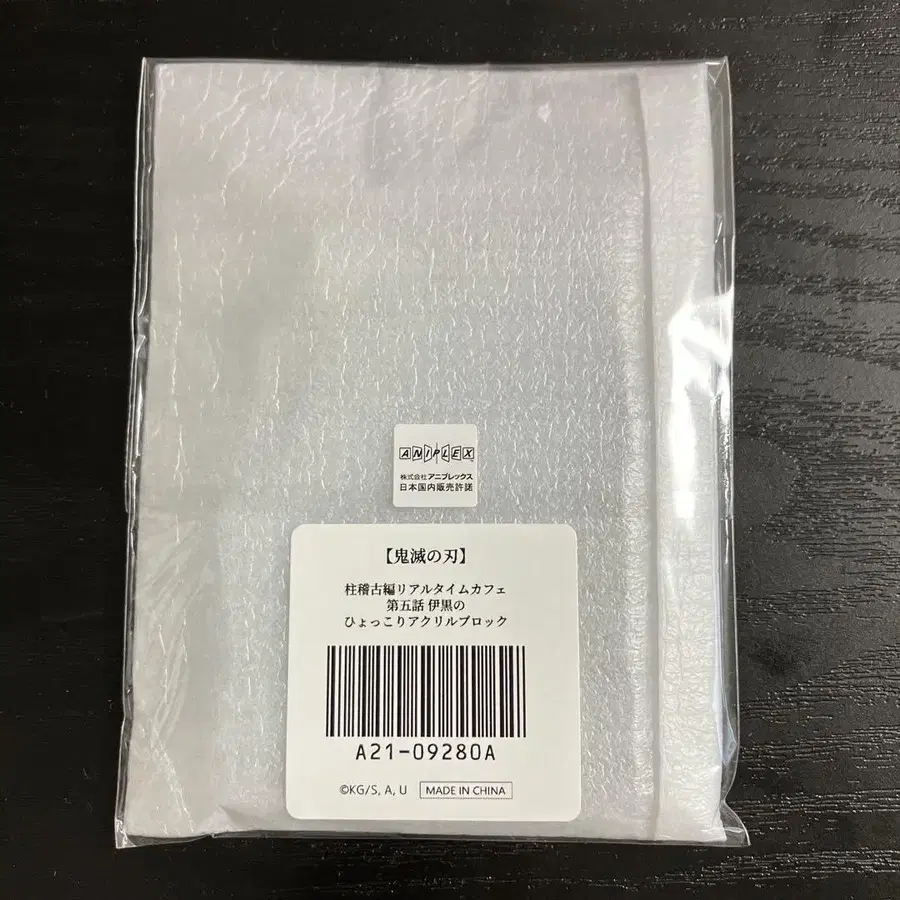 ANIPLEX
株式会社アニプレックス
日本国内販売許諾
【鬼滅の刃】
柱稽古編リアルタイムカフェ
第五話 伊黒の
ひょっこりアクリルブロック
A21-09280A
©KG/S, A, U MADE IN CHINA